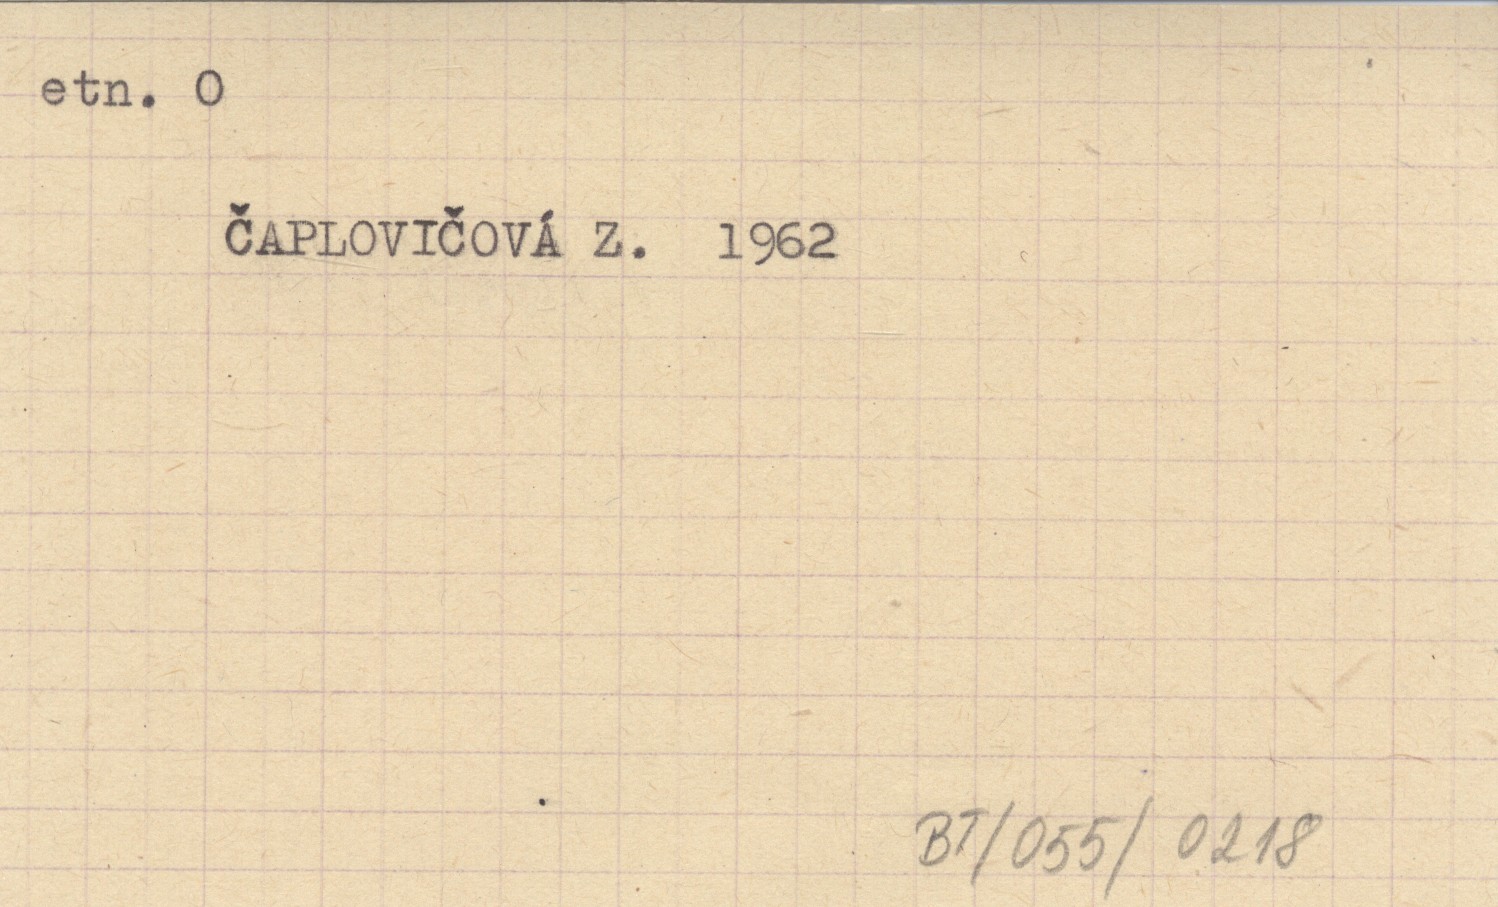 etn. O
ČAPLOVIČOVÁ Z. 1962
BT/055/ 0218